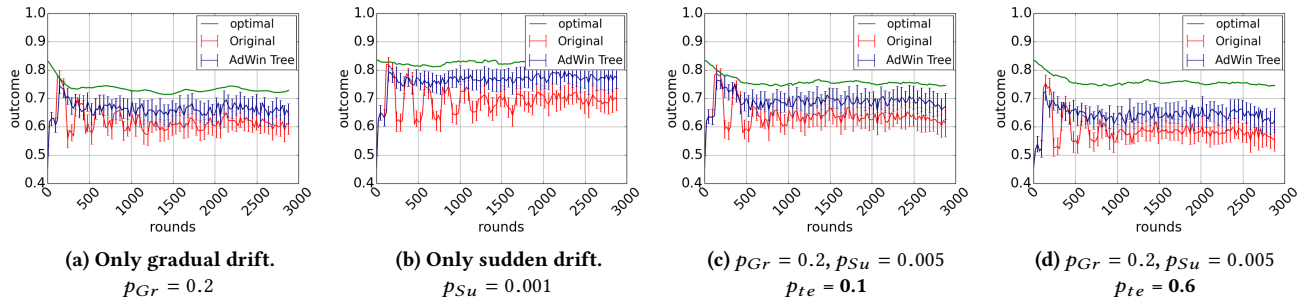 1.0
0.9
0.8
0.7
0.6
0.5
0.4
outcome
optimal
Original
AdWin Tree
0 500 1000 1500 2000 2500 3000
rounds
(a) Only gradual drift.
p_Gr = 0.2
1.0
0.9
0.8
0.7
0.6
0.5
0.4
outcome
optimal
Original
AdWin Tree
0 500 1000 1500 2000 2500 3000
rounds
(b) Only sudden drift.
p_Su = 0.001
1.0
0.9
0.8
0.7
0.6
0.5
0.4
outcome
optimal
Original
AdWin Tree
0 500 1000 1500 2000 2500 3000
rounds
(c) p_Gr = 0.2, p_Su = 0.005
p_te = 0.1
1.0
0.9
0.8
0.7
0.6
0.5
0.4
outcome
optimal
Original
AdWin Tree
0 500 1000 1500 2000 2500 3000
rounds
(d) p_Gr = 0.2, p_Su = 0.005
p_te = 0.6